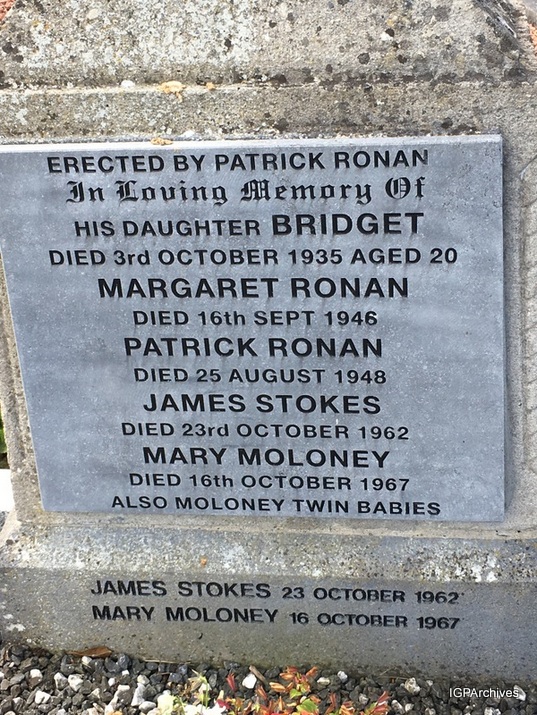 ERECTED BY PATRICK RONAN
In Loving Memory Of
HIS DAUGHTER BRIDGET
DIED 3rd OCTOBER 1935 AGED 20
MARGARET RONAN
DIED 16th SEPT 1946
PATRICK RONAN
DIED 25 AUGUST 1948
JAMES STOKES
DIED 23rd OCTOBER 1962
MARY MOLONEY
DIED 16th OCTOBER 1967
ALSO MOLONEY TWIN BABIES
JAMES STOKES 23 OCTOBER 1962
MARY MOLONEY 16 OCTOBER 1967
IGPArchives